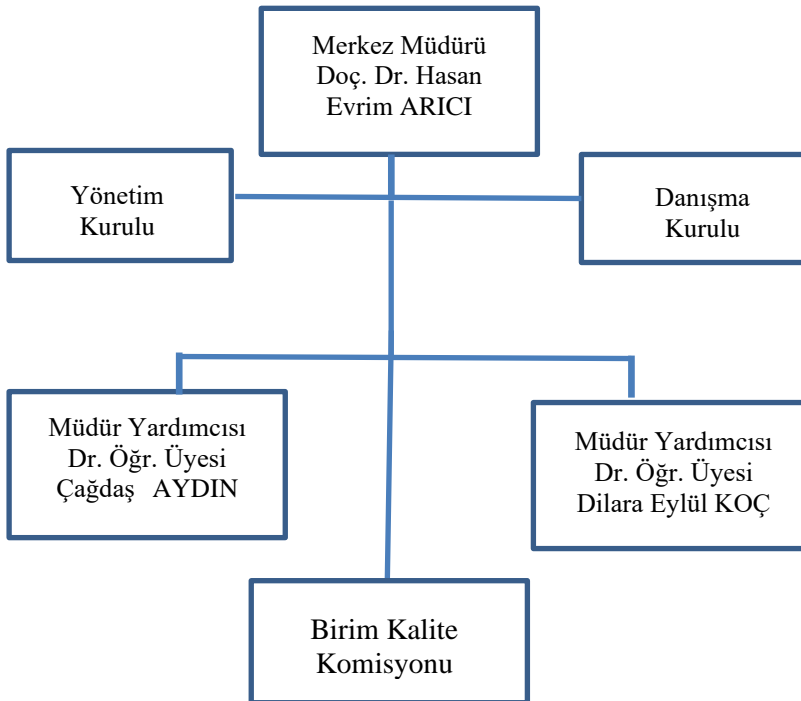 Merkez Müdürü
Doç. Dr. Hasan
Evrim ARICI
Yönetim
Kurulu
Danışma
Kurulu
Müdür Yardımcısı
Dr. Öğr. Üyesi
Çağdaş AYDIN
Müdür Yardımcısı
Dr. Öğr. Üyesi
Dilara Eylül KOÇ
Birim Kalite
Komisyonu